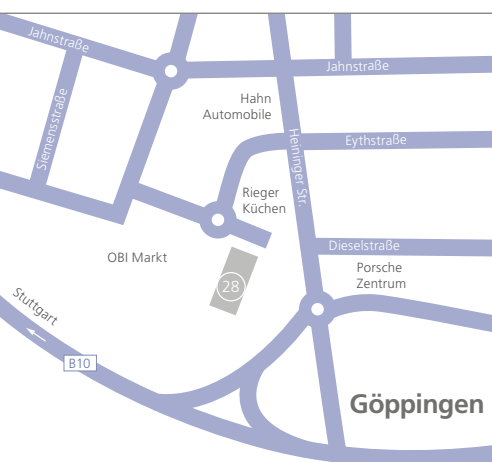 Jahnstraße
Jahnstraße
Siemensstraße
Hahn
Automobile
Heininger Str.
Eythstraße
Rieger
Küchen
Dieselstraße
OBI Markt
Porsche
Zentrum
28
Stuttgart
B10
Göppingen